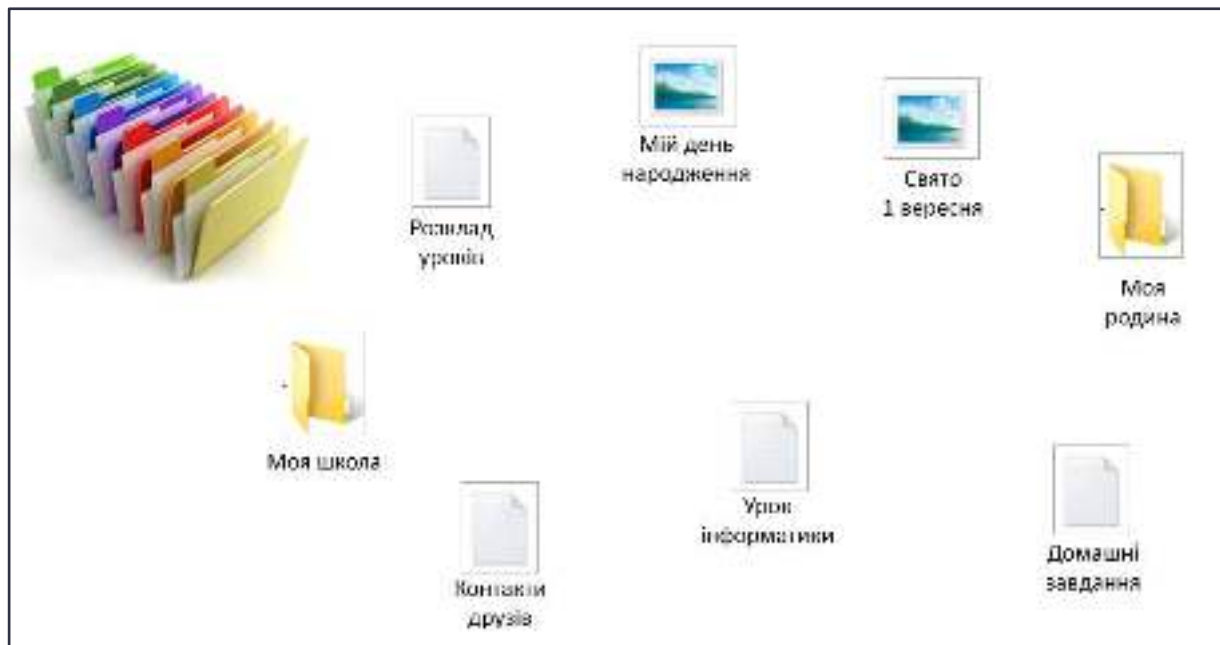 Мій день
народження
Свято
1 вересня
Розклад
уроків
Моя
родина
Моя школа
Урок
інформатики
Домашні
завдання
Контакти
друзів